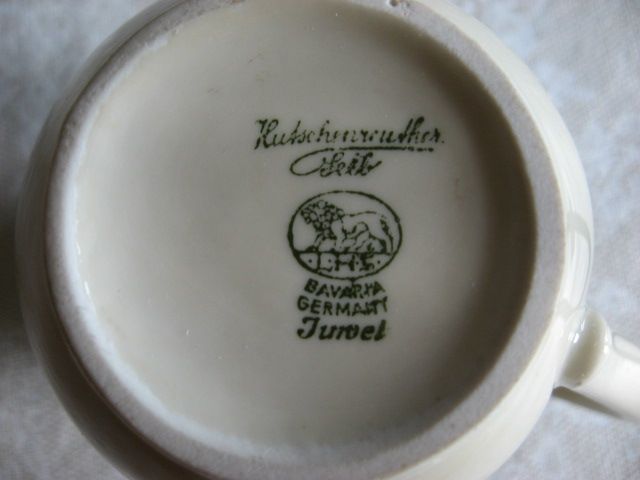 Hutschenreuther
Selb
L.H.S.
BAVARIA
GERMANY
Juwel